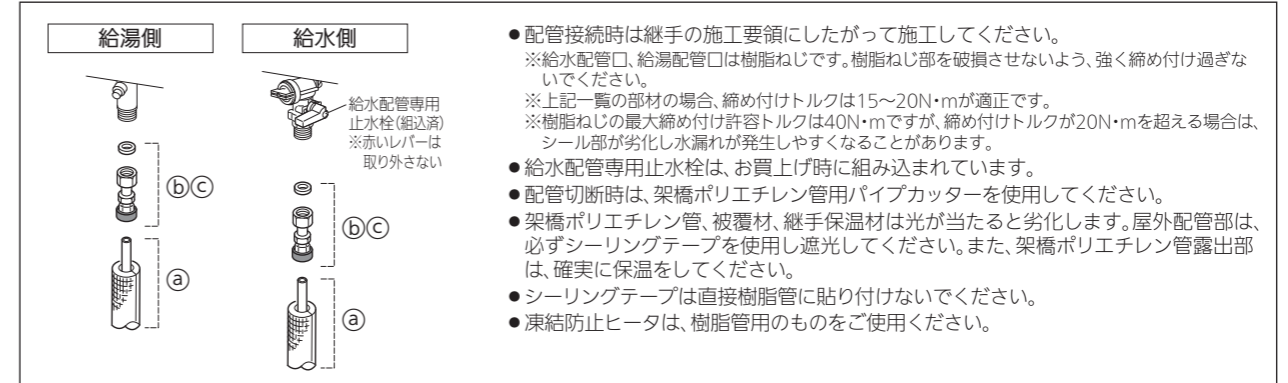 給湯側
給水側
給水配管専用
止水栓(組込済)
※赤いレバーは
取り外さない
ⓑⓒ
ⓐ
ⓑⓒ
ⓐ
●配管接続時は継手の施工要領にしたがって施工してください。
※給水配管口、給湯配管口は樹脂ねじです。樹脂ねじ部を破損させないよう、強く締め付け過ぎな
いでください。
※上記一覧の部材の場合、締め付けトルクは15〜20N・mが適正です。
※樹脂ねじの最大締め付け許容トルクは40N・mですが、締め付けトルクが20N・mを超える場合は、
シール部が劣化し水漏れが発生しやすくなることがあります。
●給水配管専用止水栓は、お買上げ時に組み込まれています。
●配管切断時は、架橋ポリエチレン管用パイプカッターを使用してください。
●架橋ポリエチレン管、被覆材、継手保温材は光が当たると劣化します。屋外配管部は、
必ずシーリングテープを使用し遮光してください。また、架橋ポリエチレン管露出部
は、確実に保温をしてください。
●シーリングテープは直接樹脂管に貼り付けないでください。
●凍結防止ヒータは、樹脂管用のものをご使用ください。